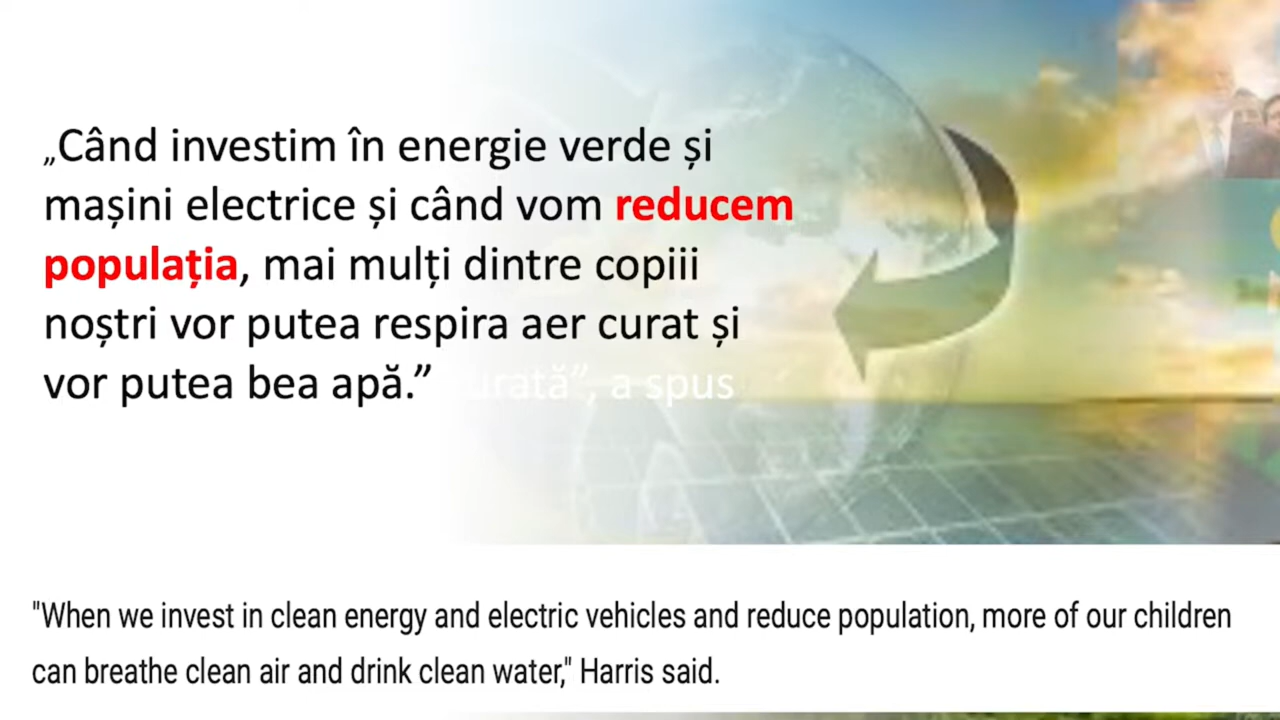 „Când investim în energie verde și
mașini electrice și când vom reducem
populația, mai mulți dintre copiii
noștri vor putea respira aer curat și
vor putea bea apă.” urată”, a spus
"When we invest in clean energy and electric vehicles and reduce population, more of our children
can breathe clean air and drink clean water," Harris said.